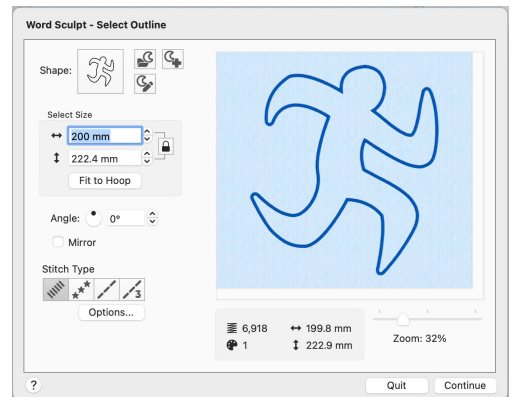 Word Sculpt - Select Outline
Shape:
Select Size
200 mm
222.4 mm
Fit to Hoop
Angle: 0°
Mirror
Stitch Type
3
Options...
6,918 199.8 mm
1 222.9 mm
Zoom: 32%
? Quit Continue